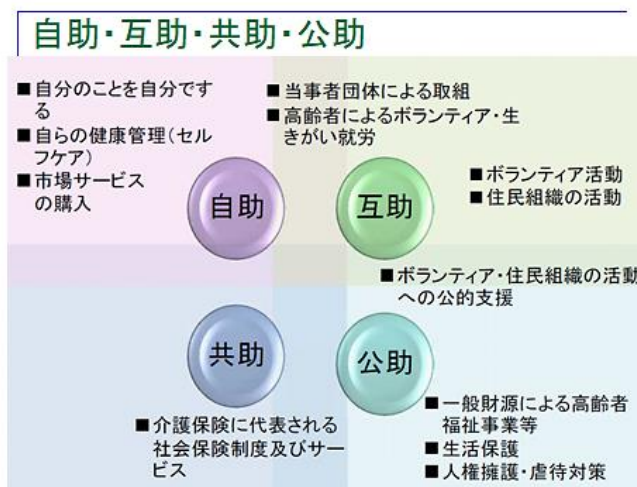 自助・互助・共助・公助
■自分のことを自分です
る
■自らの健康管理（セル
フケア）
■市場サービス
の購入
■当事者団体による取組
■高齢者によるボランティア・生
きがい就労
■ボランティア活動
■住民組織の活動
自助
互助
■ボランティア・住民組織の活動
への公的支援
共助
公助
■介護保険に代表される
社会保険制度及びサー
ビス
■一般財源による高齢者
福祉事業等
■生活保護
■人権擁護・虐待対策